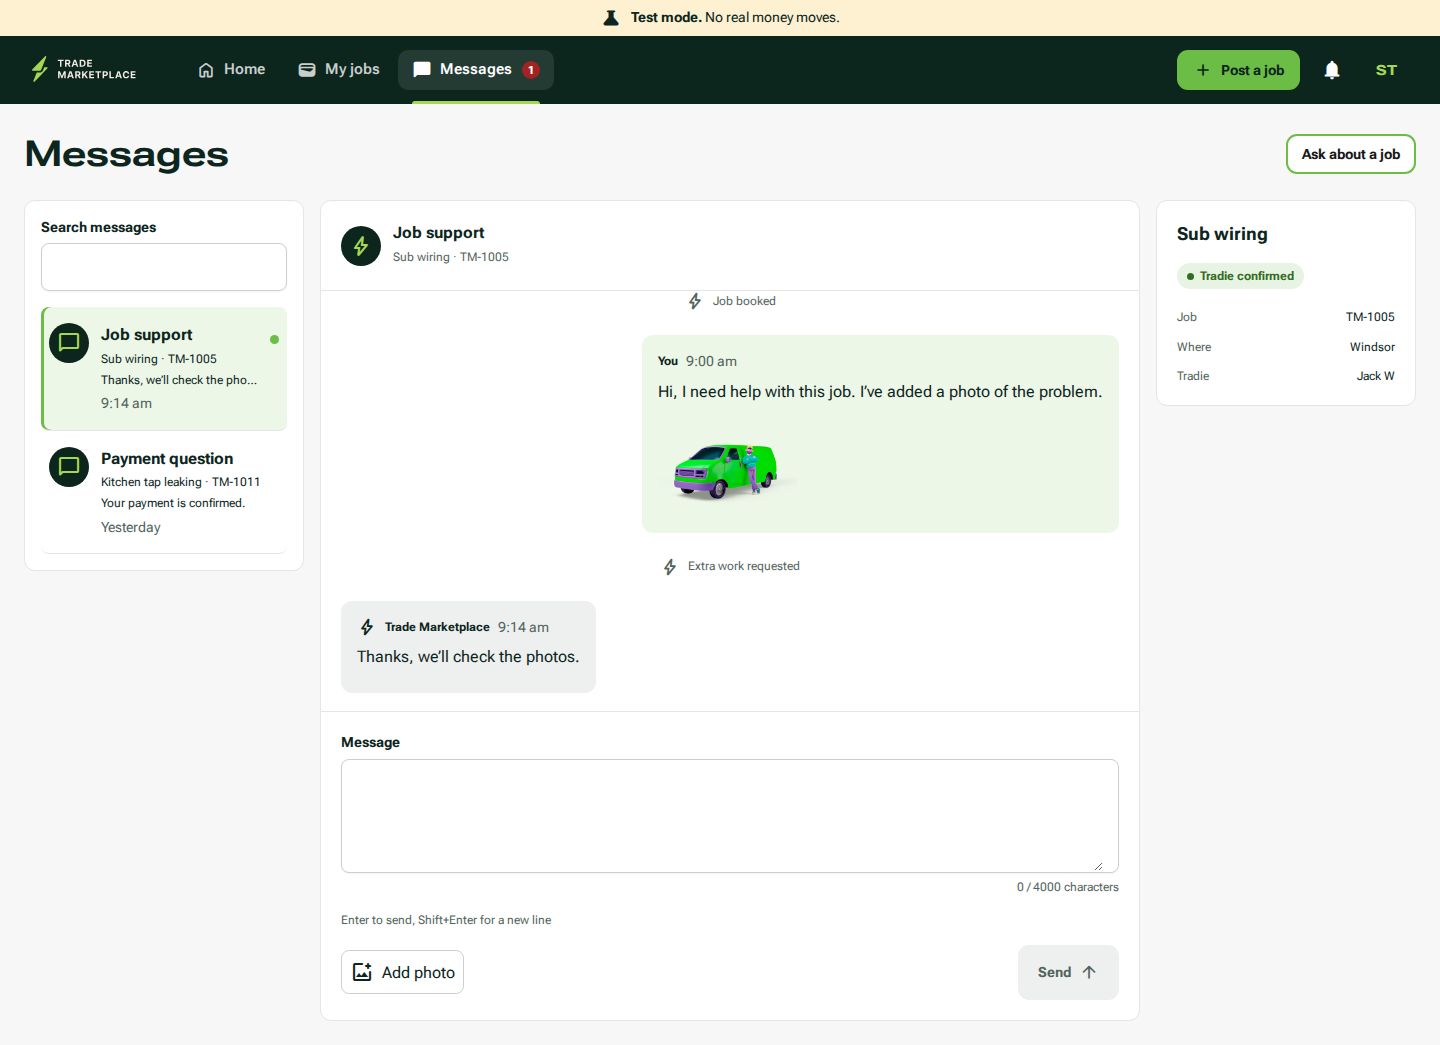 Test mode. No real money moves.
TRADE
MARKETPLACE
Home
My jobs
Messages 1
Post a job
ST
Messages
Ask about a job
Search messages
Job support
Sub wiring · TM-1005
Thanks, we’ll check the pho...
9:14 am
Payment question
Kitchen tap leaking · TM-1011
Your payment is confirmed.
Yesterday
Job support
Sub wiring · TM-1005
Job booked
You 9:00 am
Hi, I need help with this job. I’ve added a photo of the problem.
Extra work requested
Trade Marketplace 9:14 am
Thanks, we’ll check the photos.
Message
0 / 4000 characters
Enter to send, Shift+Enter for a new line
Add photo
Send
Sub wiring
Tradie confirmed
Job TM-1005
Where Windsor
Tradie Jack W